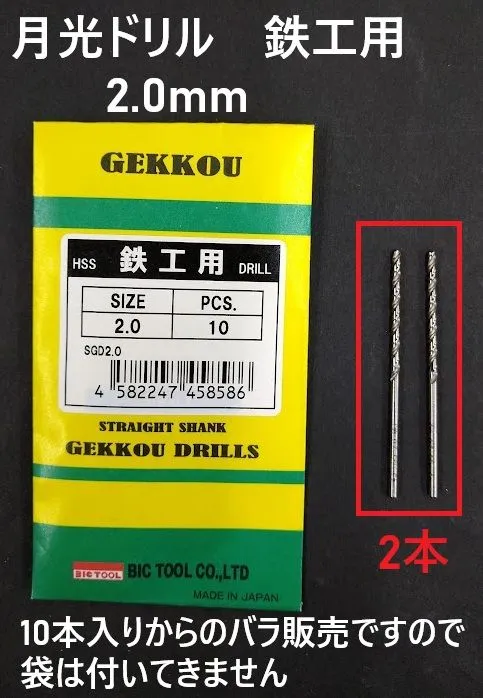 月光ドリル　鉄工用
2.0mm
GEKKOU
HSS 鉄工用 DRILL
SIZE PCS.
2.0 10
SGD2.0
4 582247 458586
STRAIGHT SHANK
GEKKOU DRILLS
2本
BIC TOOL BIC TOOL CO.,LTD
MADE IN JAPAN
10本入りからのバラ販売ですので
袋は付いてきません